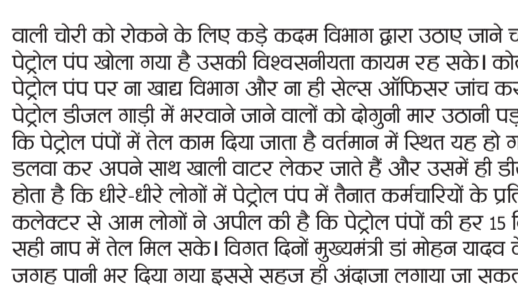 वाली चोरी को रोकने के लिए कड़े कदम विभाग द्वारा उठाए जाने
पेट्रोल पंप खोला गया है उसकी विश्वसनीयता कायम रह सके।
पेट्रोल पंप पर ना खाद्य विभाग और ना ही सेल्स ऑफिसर जांच
पेट्रोल डीजल गाड़ी में भरवाने जाने वालों को दोगुनी मार उठानी
कि पेट्रोल पंपों में तेल काम दिया जाता है वर्तमान में स्थित यह हो
डलवा कर अपने साथ खाली वाटर लेकर जाते हैं और उसमें ही
होता है कि धीरे-धीरे लोगों में पेट्रोल पंप में तैनात कर्मचारियों के
कलेक्टर से आम लोगों ने अपील की है कि पेट्रोल पंपों की हर 15
सही नाप में तेल मिल सके। विगत दिनों मुख्यमंत्री डां मोहन यादव
जगह पानी भर दिया गया इससे सहज ही अंदाजा लगाया जा